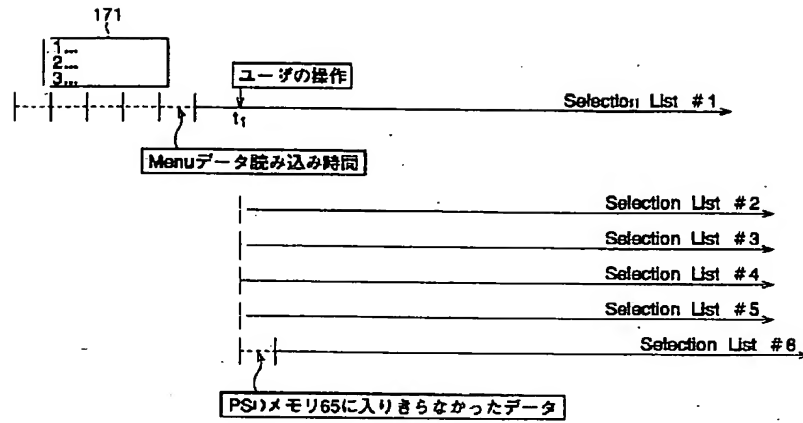 171
1...
2...
3...
ユーザの操作
Selection List #1
t1
Menuデータ読み込み時間
Selection List #2
Selection List #3
Selection List #4
Selection List #5
Selection List #6
PSのメモリ65に入りきらなかったデータ